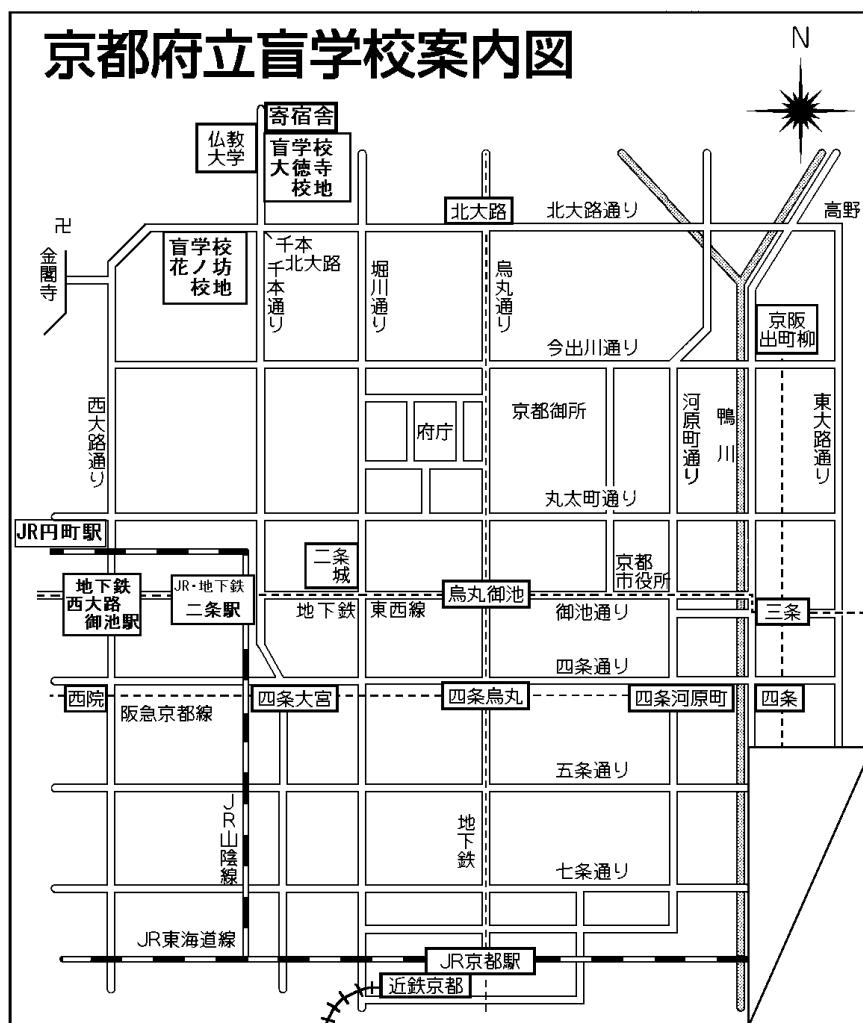 京都府立盲学校案内図
N
寄宿舎
仏教
大学
盲学校
大徳寺
校地
北大路
北大路通り
高野
卍
金閣寺
盲学校
花ノ坊
校地
千本
北大路
千本通り
堀川通り
烏丸通り
京阪
出町柳
今出川通り
西大路通り
府庁
京都御所
河原町通り
鴨川
東大路通り
丸太町通り
JR円町駅
二条
城
京都
市役所
地下鉄
西大路
御池駅
JR・地下鉄
二条駅
地下鉄
東西線
烏丸御池
御池通り
三条
四条通り
西院
阪急京都線
四条大宮
四条烏丸
四条河原町
四条
五条通り
JR山陰線
地下鉄
七条通り
JR東海道線
JR京都駅
近鉄京都